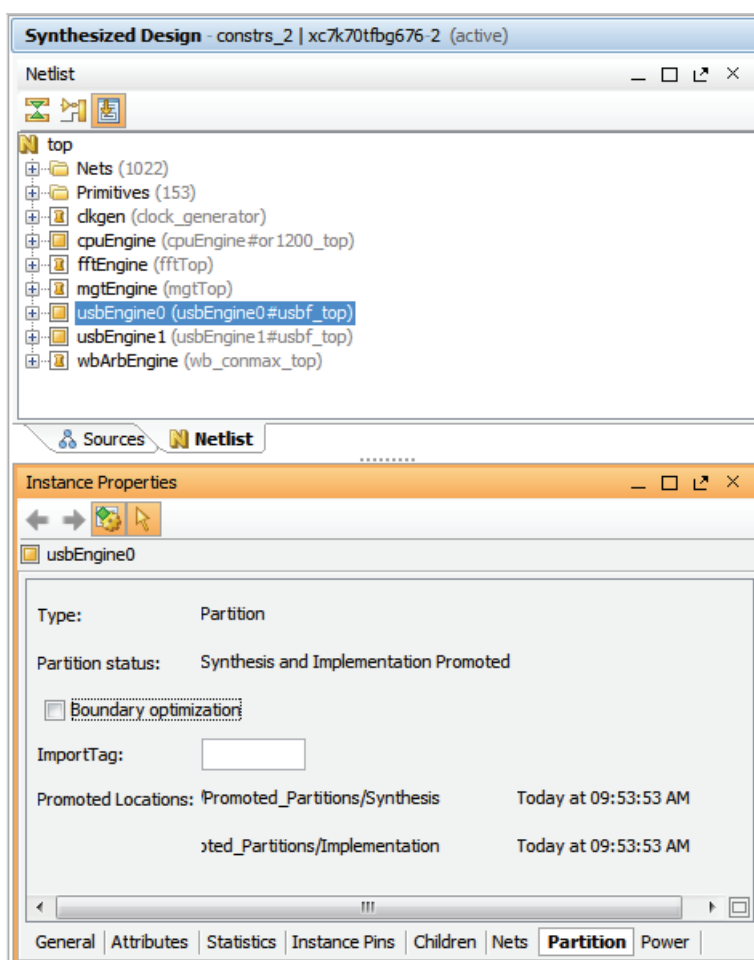 Synthesized Design - constrs_2 | xc7k70tfbg676-2 (active)
Netlist
top
Nets (1022)
Primitives (153)
clkgen (clock_generator)
cpuEngine (cpuEngine#or1200_top)
fftEngine (fftTop)
mgtEngine (mgtTop)
usbEngine0 (usbEngine0#usbf_top)
usbEngine1 (usbEngine1#usbf_top)
wbArbEngine (wb_conmax_top)
Sources Netlist
Instance Properties
usbEngine0
Type: Partition
Partition status: Synthesis and Implementation Promoted
Boundary optimization
ImportTag:
Promoted Locations: /Promoted_Partitions/Synthesis Today at 09:53:53 AM
oted_Partitions/Implementation Today at 09:53:53 AM
General Attributes Statistics Instance Pins Children Nets Partition Power